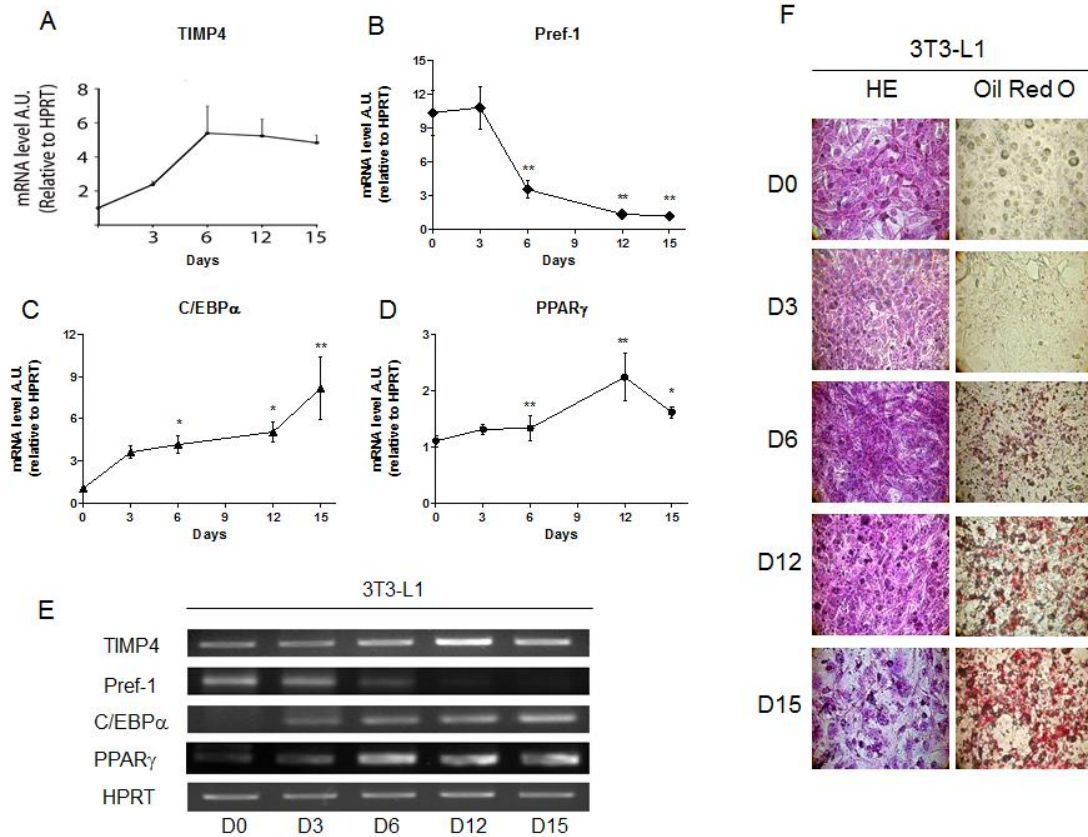 A
TIMP4
mRNA level A.U.
(Relative to HPRT)
8
6
4
2
3 6 12 15
Days
B
Pref-1
mRNA level A.U.
(relative to HPRT)
15
12
9
6
3
0
**
**
**
0 3 6 9 12 15
Days
C
C/EBPα
mRNA level A.U.
(relative to HPRT)
12
9
6
3
0
*
*
**
0 3 6 9 12 15
Days
D
PPARγ
mRNA level A.U.
(relative to HPRT)
3
2
1
0
**
**
*
0 3 6 9 12 15
Days
E
3T3-L1
TIMP4
Pref-1
C/EBPα
PPARγ
HPRT
D0 D3 D6 D12 D15
F
3T3-L1
HE Oil Red O
D0
D3
D6
D12
D15